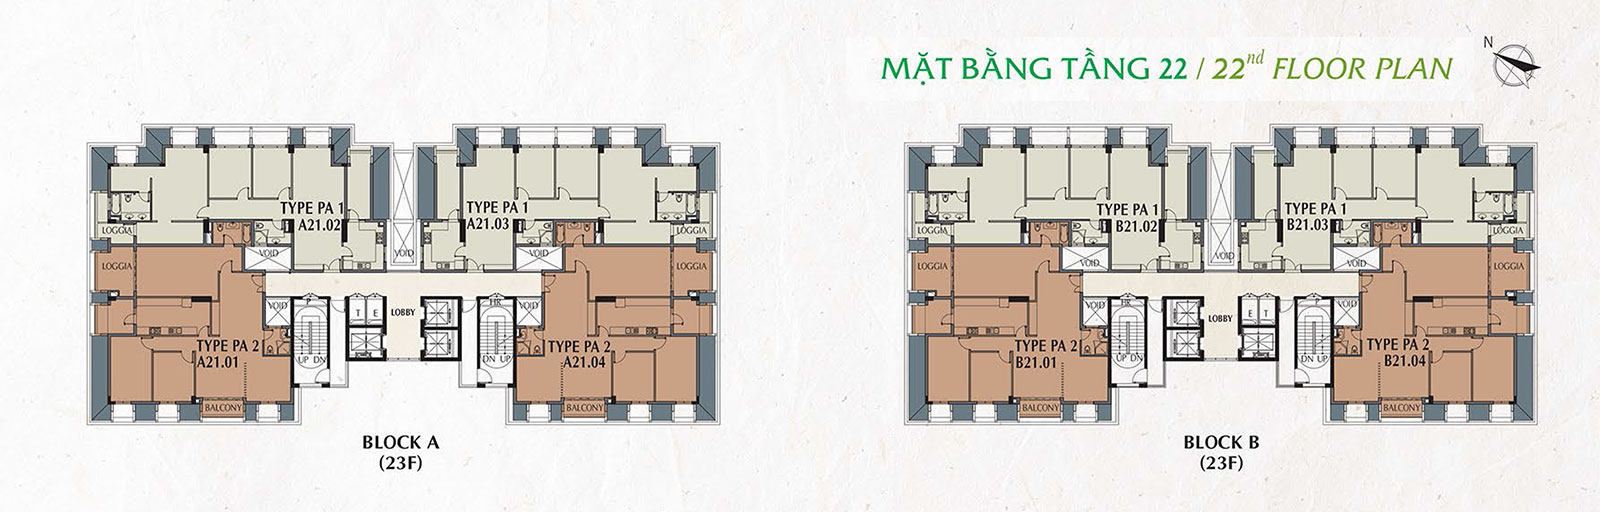 MẶT BẰNG TẦNG 22 / 22nd FLOOR PLAN
N
TYPE PA 1
A21.02
TYPE PA 1
A21.03
LOGGIA
LOGGIA
VOID
VOID
VOID
LOGGIA
LOGGIA
VOID
VOID
HR
T E
LOBBY
TYPE PA 2
A21.01
UP DN
DN UP
TYPE PA 2
A21.04
BALCONY
BALCONY
BLOCK A
(23F)
TYPE PA 1
B21.02
TYPE PA 1
B21.03
LOGGIA
LOGGIA
VOID
VOID
VOID
LOGGIA
LOGGIA
VOID
VOID
HR
E T
LOBBY
TYPE PA 2
B21.01
UP DN
DN UP
TYPE PA 2
B21.04
BALCONY
BALCONY
BLOCK B
(23F)